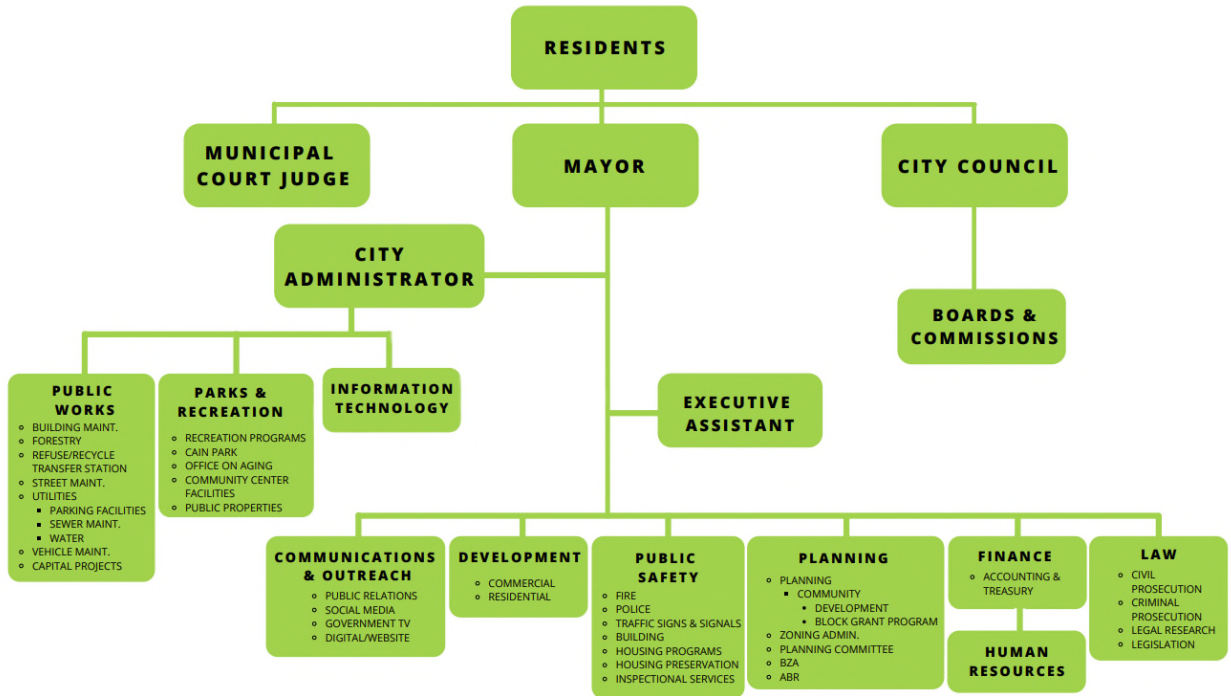 RESIDENTS
MUNICIPAL
COURT JUDGE
MAYOR
CITY COUNCIL
CITY
ADMINISTRATOR
BOARDS &
COMMISSIONS
EXECUTIVE
ASSISTANT
PUBLIC
WORKS
BUILDING MAINT.
FORESTRY
REFUSE/RECYCLE
TRANSFER STATION
STREET MAINT.
UTILITIES
PARKING FACILITIES
SEWER MAINT.
WATER
VEHICLE MAINT.
CAPITAL PROJECTS
PARKS &
RECREATION
RECREATION PROGRAMS
CAIN PARK
OFFICE ON AGING
COMMUNITY CENTER
FACILITIES
PUBLIC PROPERTIES
INFORMATION
TECHNOLOGY
COMMUNICATIONS
& OUTREACH
PUBLIC RELATIONS
SOCIAL MEDIA
GOVERNMENT TV
DIGITAL/WEBSITE
DEVELOPMENT
COMMERCIAL
RESIDENTIAL
PUBLIC
SAFETY
FIRE
POLICE
TRAFFIC SIGNS & SIGNALS
BUILDING
HOUSING PROGRAMS
HOUSING PRESERVATION
INSPECTIONAL SERVICES
PLANNING
PLANNING
COMMUNITY
DEVELOPMENT
BLOCK GRANT PROGRAM
ZONING ADMIN.
PLANNING COMMITTEE
BZA
ABR
FINANCE
ACCOUNTING &
TREASURY
HUMAN
RESOURCES
LAW
CIVIL
PROSECUTION
CRIMINAL
PROSECUTION
LEGAL RESEARCH
LEGISLATION